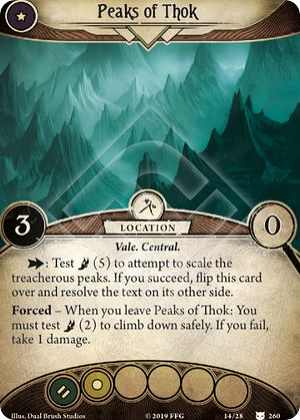 Peaks of Thok
3
LOCATION
0
Vale. Central.
: Test (5) to attempt to scale the
treacherous peaks. If you succeed, flip this card
over and resolve the text on its other side.
Forced – When you leave Peaks of Thok: You
must test (2) to climb down safely. If you fail,
take 1 damage.
Illus. Dual Brush Studios
© 2019 FFG
14/28
260